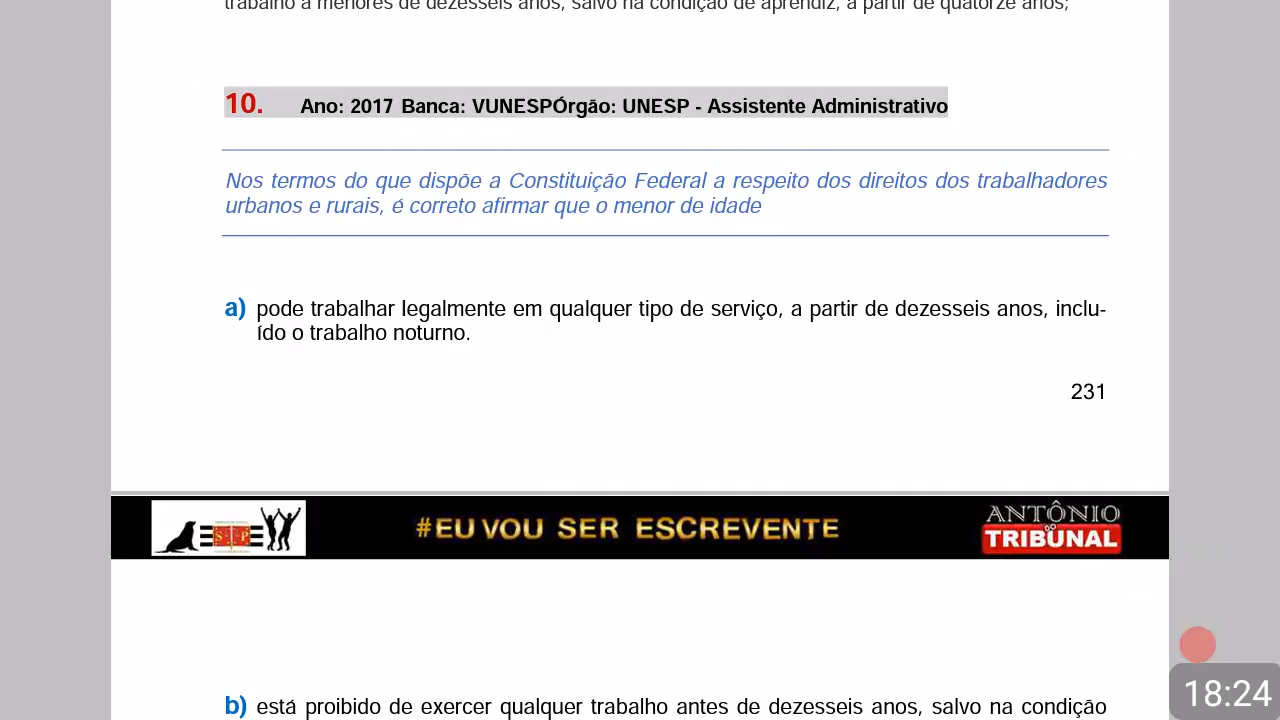 trabalho a menores de dezesseis anos, salvo na condição de aprendiz, a partir de quatorze anos;
10. Ano: 2017 Banca: VUNESPÓrgão: UNESP - Assistente Administrativo
Nos termos do que dispõe a Constituição Federal a respeito dos direitos dos trabalhadores
urbanos e rurais, é correto afirmar que o menor de idade
a) pode trabalhar legalmente em qualquer tipo de serviço, a partir de dezesseis anos, inclu-
ído o trabalho noturno.
231
#EU VOU SER ESCREVENTE
ANTÔNIO
TRIBUNAL
b) está proibido de exercer qualquer trabalho antes de dezesseis anos, salvo na condição
18:24